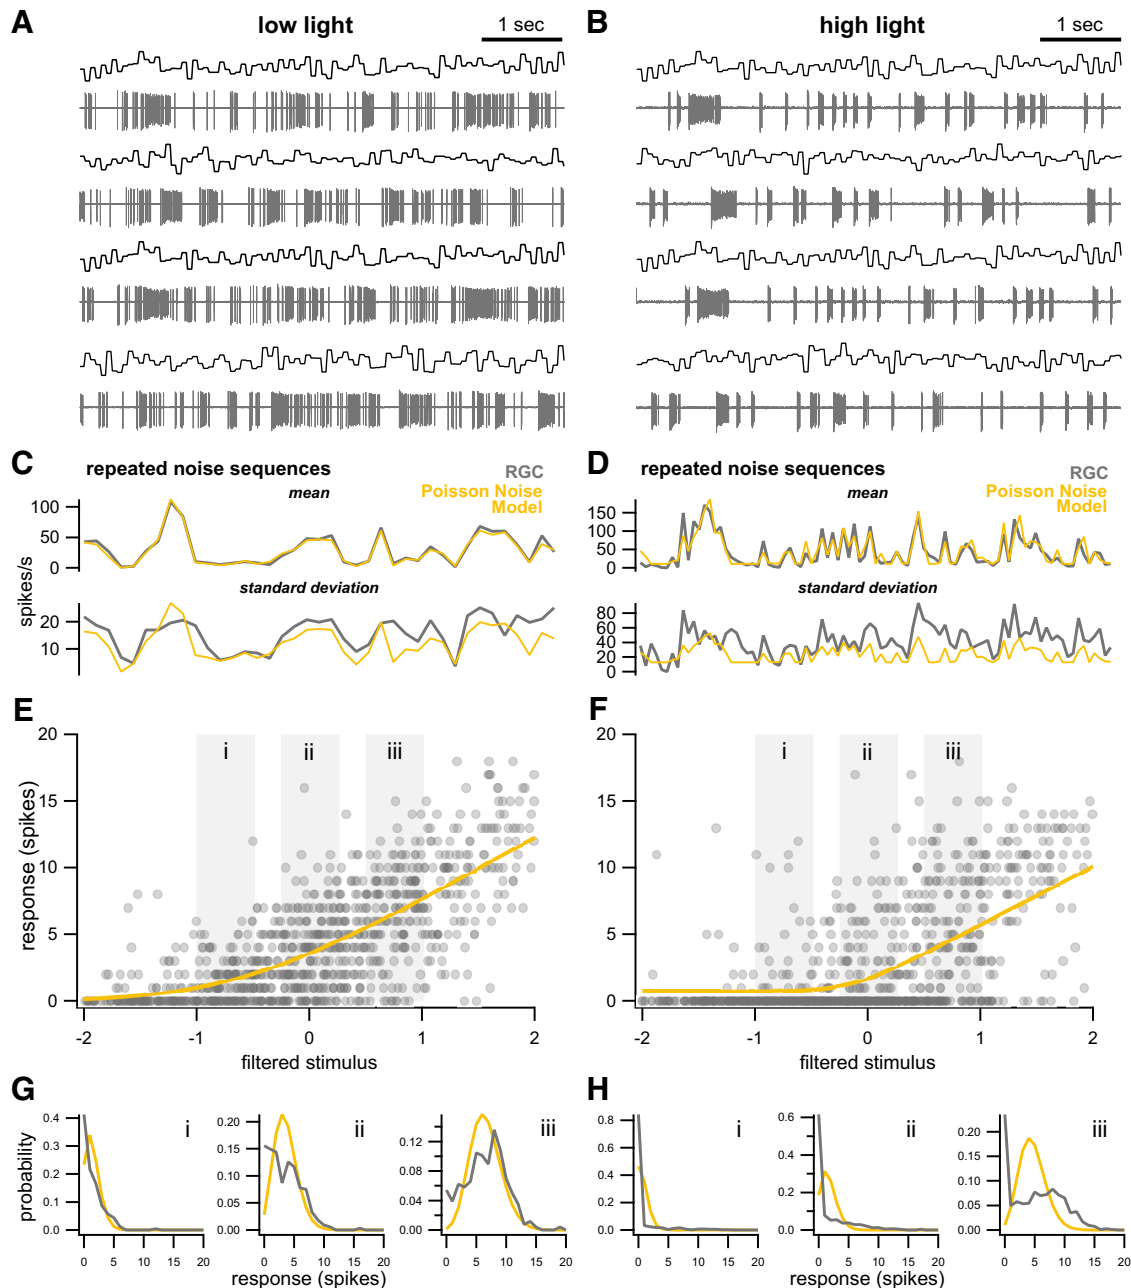 A
low light
1 sec
B
high light
1 sec
C
repeated noise sequences
RGC
mean
Poisson Noise
Model
100
50
0
standard deviation
spikes/s
20
10
D
repeated noise sequences
RGC
mean
Poisson Noise
Model
150
100
50
0
standard deviation
80
60
40
20
0
E
i
ii
iii
20
15
10
5
0
response (spikes)
-2
-1
0
1
2
filtered stimulus
F
i
ii
iii
20
15
10
5
0
-2
-1
0
1
2
filtered stimulus
G
probability
i
0.4
0.3
0.2
0.1
0.0
0 5 10 15 20
ii
0.20
0.15
0.10
0.05
0.00
0 5 10 15 20
iii
0.12
0.08
0.04
0.00
0 5 10 15 20
response (spikes)
H
i
0.8
0.6
0.4
0.2
0.0
0 5 10 15 20
ii
0.6
0.4
0.2
0.0
0 5 10 15 20
iii
0.20
0.15
0.10
0.05
0.00
0 5 10 15 20
response (spikes)